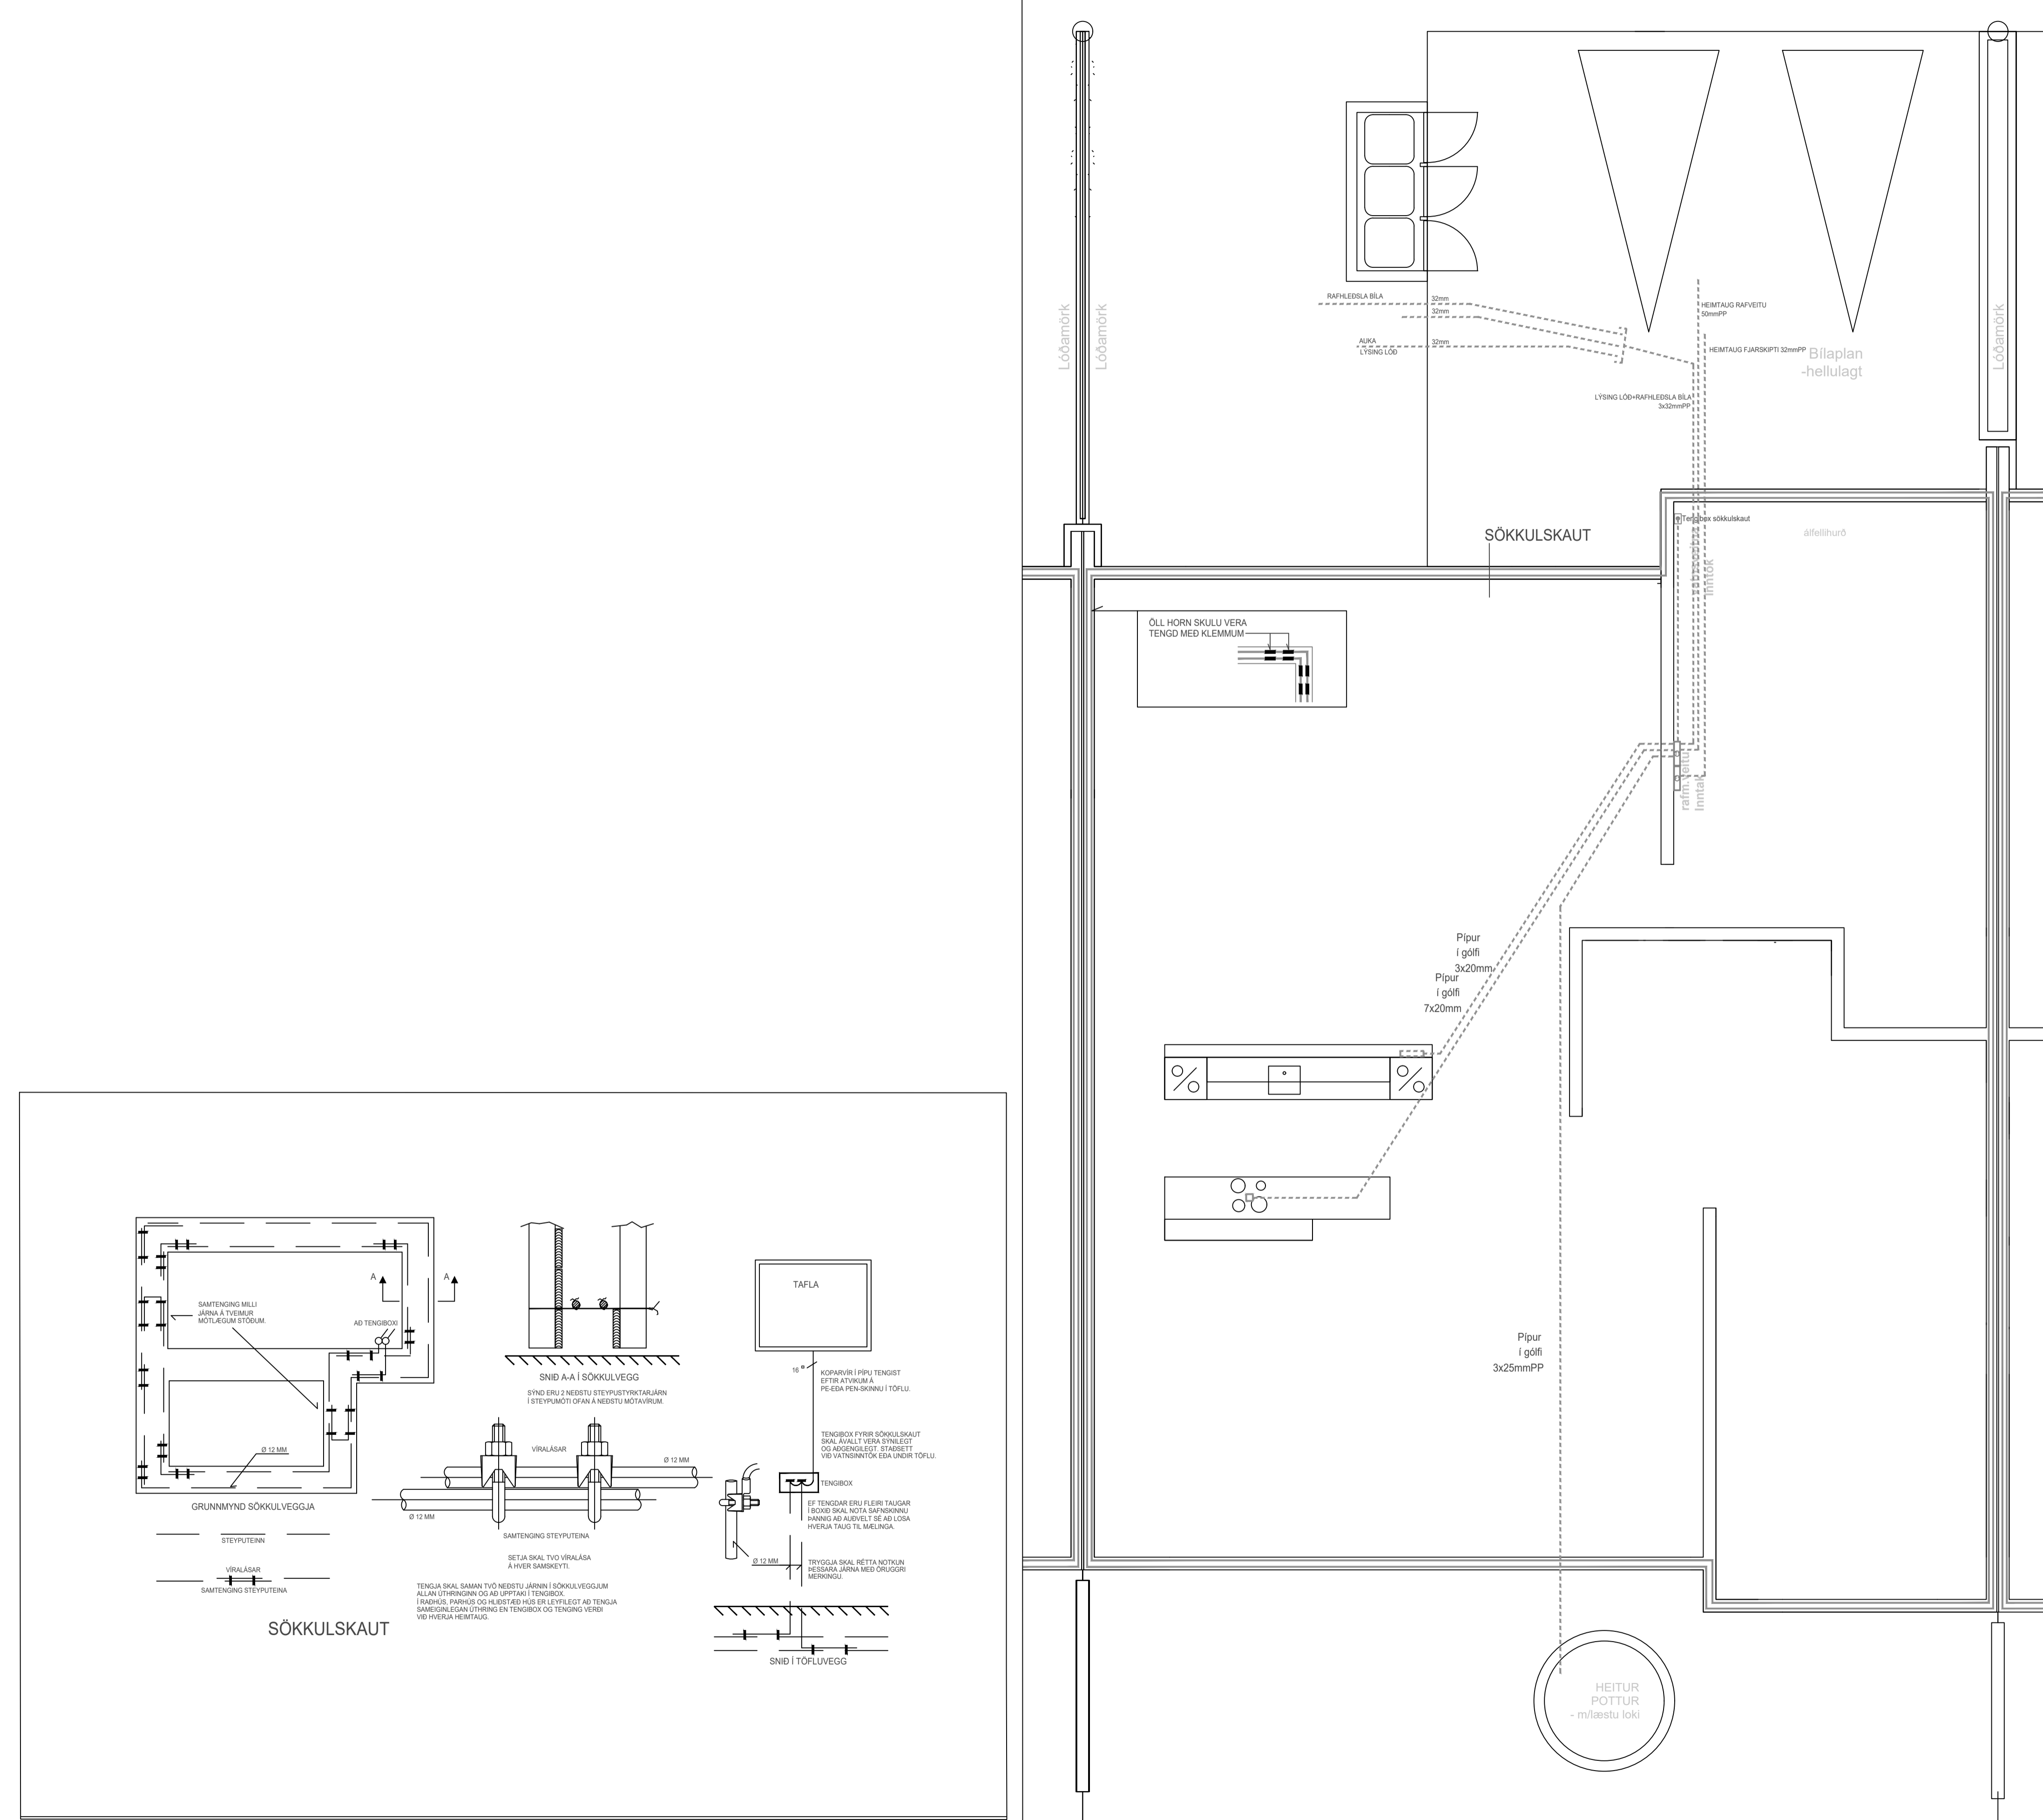 Lóðamörk
Lóðamörk
Lóðamörk
RAFHLEÐSLA BÍLA
32mm
32mm
AUKA
32mm
LÝSING LÓÐ
HEIMTAUG RAFVEITU
50mmPP
HEIMTAUG FJARSKIPTI 32mmPP
Bílaplan
-hellulagt
LÝSING LÓÐ+RAFHLEÐSLA BÍLA
3x32mmPP
SÖKKULSKAUT
Tengibox sökkulskaut
álfellihurð
Inntök
ÖLL HORN SKULU VERA
TENGD MEÐ KLEMMUM
rafm.veitu
Inntak
Pípur
í gólfi
3x20mm
Pípur
í gólfi
7x20mm
Pípur
í gólfi
3x25mmPP
HEITUR
POTTUR
- m/læstu loki
A
A
SAMTENGING MILLI
JÁRNA Á TVEIMUR
MÓTLÆGUM STÖÐUM.
AÐ TENGIBOXI
Ø 12 MM
GRUNNMYND SÖKKULVEGGJA
STEYPUTEINN
VÍRALÁSAR
SAMTENGING STEYPUTEINA
SÖKKULSKAUT
SNIÐ A-A Í SÖKKULVEGG
SÝND ERU 2 NEÐSTU STEYPUSTYRKTARJÁRN
Í STEYPUMÓTI OFAN Á NEÐSTU MÓTAVÍRUM.
VÍRALÁSAR
Ø 12 MM
Ø 12 MM
SAMTENGING STEYPUTEINA
SETJA SKAL TVO VÍRALÁSA
Á HVER SAMSKEYTI.
TENGJA SKAL SAMAN TVÖ NEÐSTU JÁRNIN Í SÖKKULVEGGJUM
ALLAN ÚTHRINGINN OG AÐ UPPTAKI Í TENGIBOX.
Í RAÐHÚS, PARHÚS OG HLIÐSTÆÐ HÚS ER LEYFILEGT AÐ TENGJA
SAMEIGINLEGAN ÚTHRING EN TENGIBOX OG TENGING VERÐI
VIÐ HVERJA HEIMTAUG.
TAFLA
16
KOPARVÍR Í PÍPU TENGIST
EFTIR ATVIKUM Á
PE-EÐA PEN-SKINNU Í TÖFLU.
TENGIBOX FYRIR SÖKKULSKAUT
SKAL ÁVALLT VERA SÝNILEGT
OG AÐGENGILEGT. STAÐSETT
VIÐ VATNSINNTÖK EÐA UNDIR TÖFLU.
TENGIBOX
EF TENGDAR ERU FLEIRI TAUGAR
Í BOXIÐ SKAL NOTA SAFNSKINNU
ÞANNIG AÐ AUÐVELT SÉ AÐ LOSA
HVERJA TAUG TIL MÆLINGA.
Ø 12 MM
TRYGGJA SKAL RÉTTA NOTKUN
ÞESSARA JÁRNA MEÐ ÖRUGGRI
MERKINGU.
SNIÐ Í TÖFLUVEGG